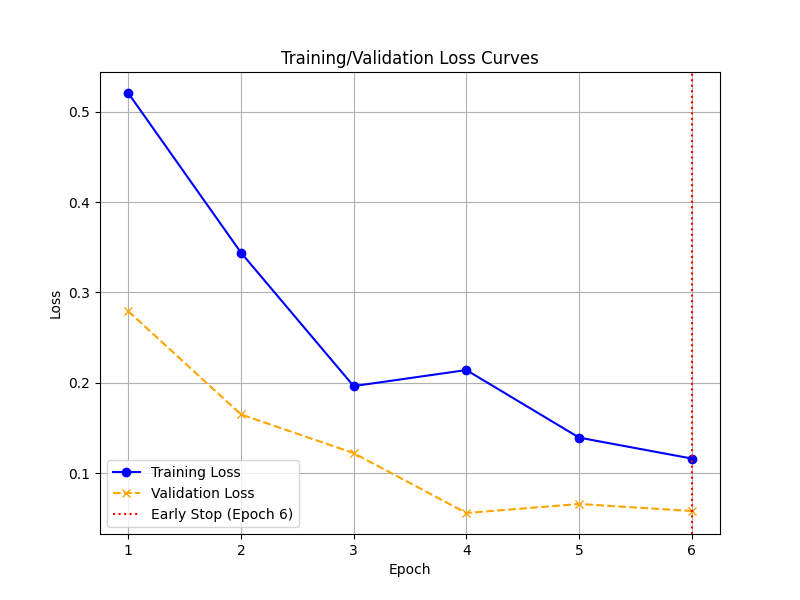 Training/Validation Loss Curves
Loss
0.5
0.4
0.3
0.2
0.1
Training Loss
Validation Loss
Early Stop (Epoch 6)
1 2 3 4 5 6
Epoch